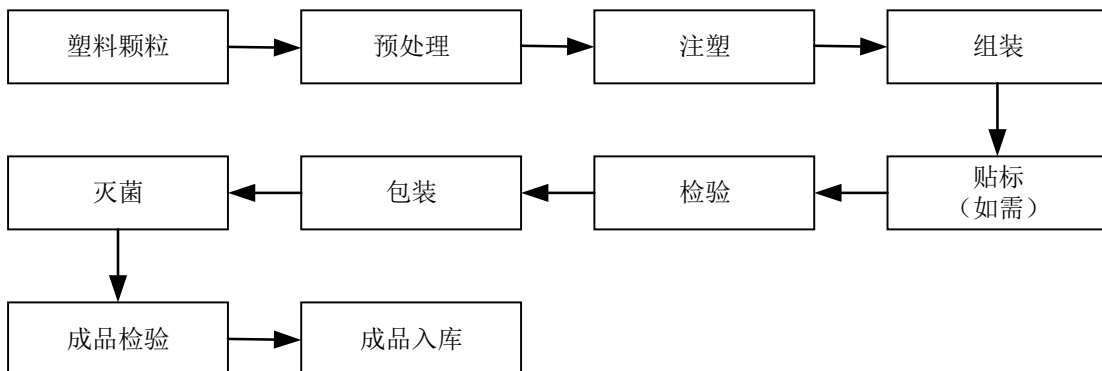 塑料颗粒
预处理
注塑
组装
灭菌
包装
检验
贴标
（如需）
成品检验
成品入库